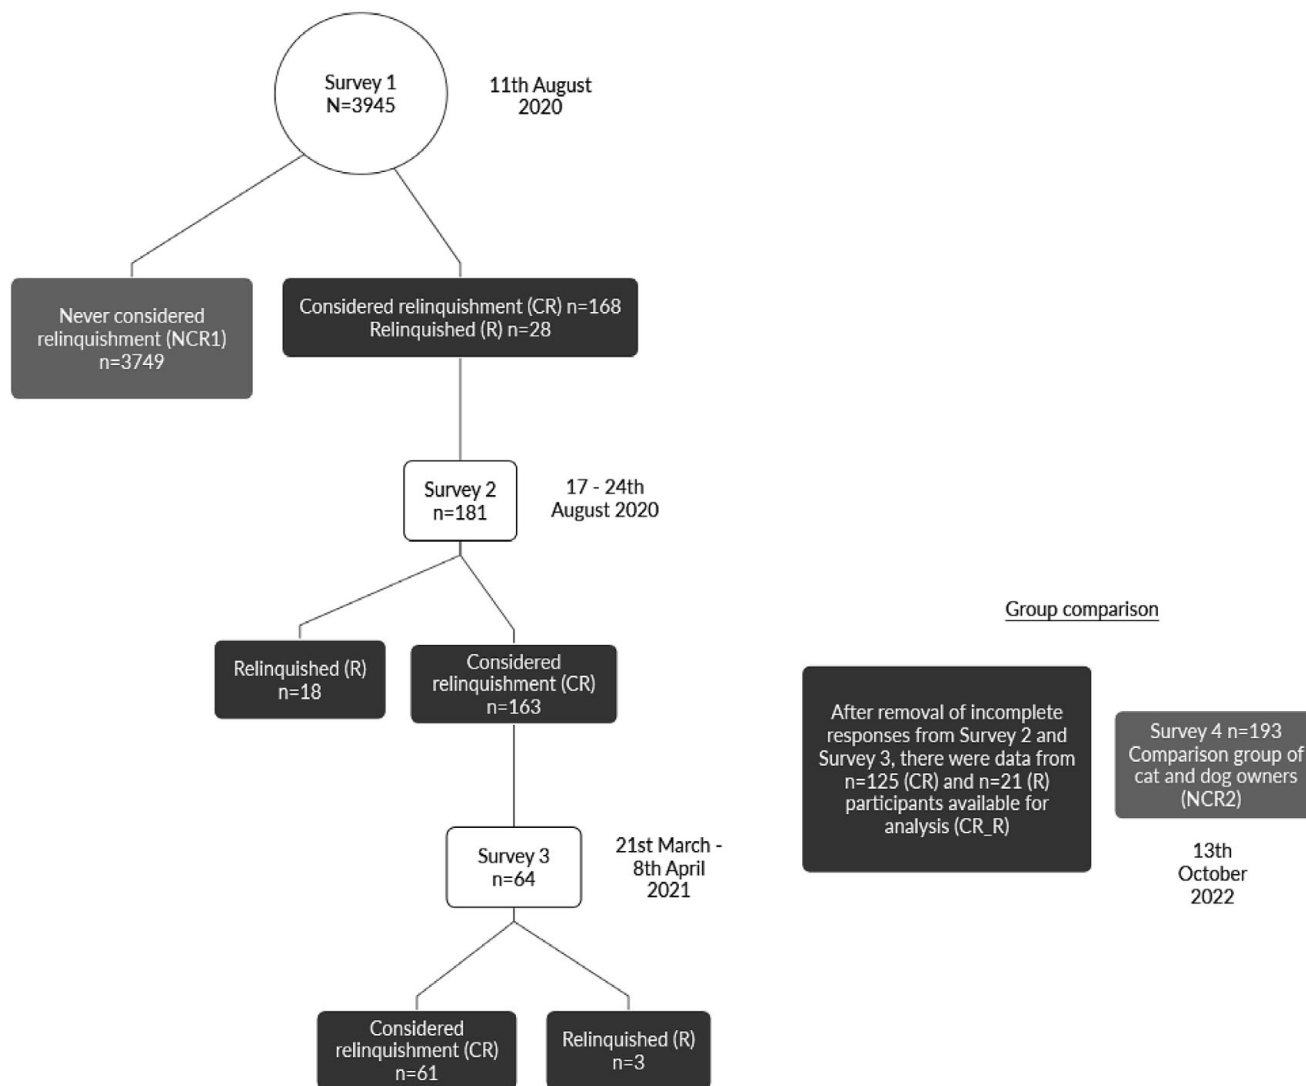 Survey 1
N=3945
11th August
2020
Never considered
relinquishment (NCR1)
n=3749
Considered relinquishment (CR) n=168
Relinquished (R) n=28
Survey 2
n=181
17 - 24th
August 2020
Relinquished (R)
n=18
Considered
relinquishment (CR)
n=163
Survey 3
n=64
21st March -
8th April
2021
Considered
relinquishment (CR)
n=61
Relinquished (R)
n=3
Group comparison
After removal of incomplete
responses from Survey 2 and
Survey 3, there were data from
n=125 (CR) and n=21 (R)
participants available for
analysis (CR_R)
Survey 4 n=193
Comparison group of
cat and dog owners
(NCR2)
13th
October
2022